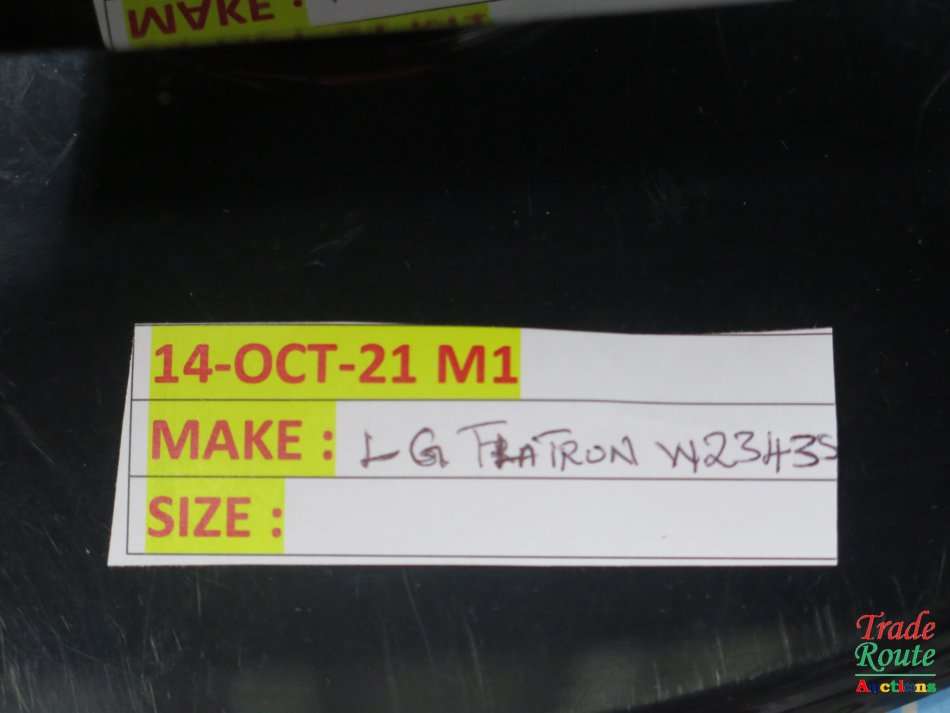 MAKE :
14-OCT-21 M1
MAKE : LG FLATRON W2343S
SIZE :
Trade
Route
Auctions